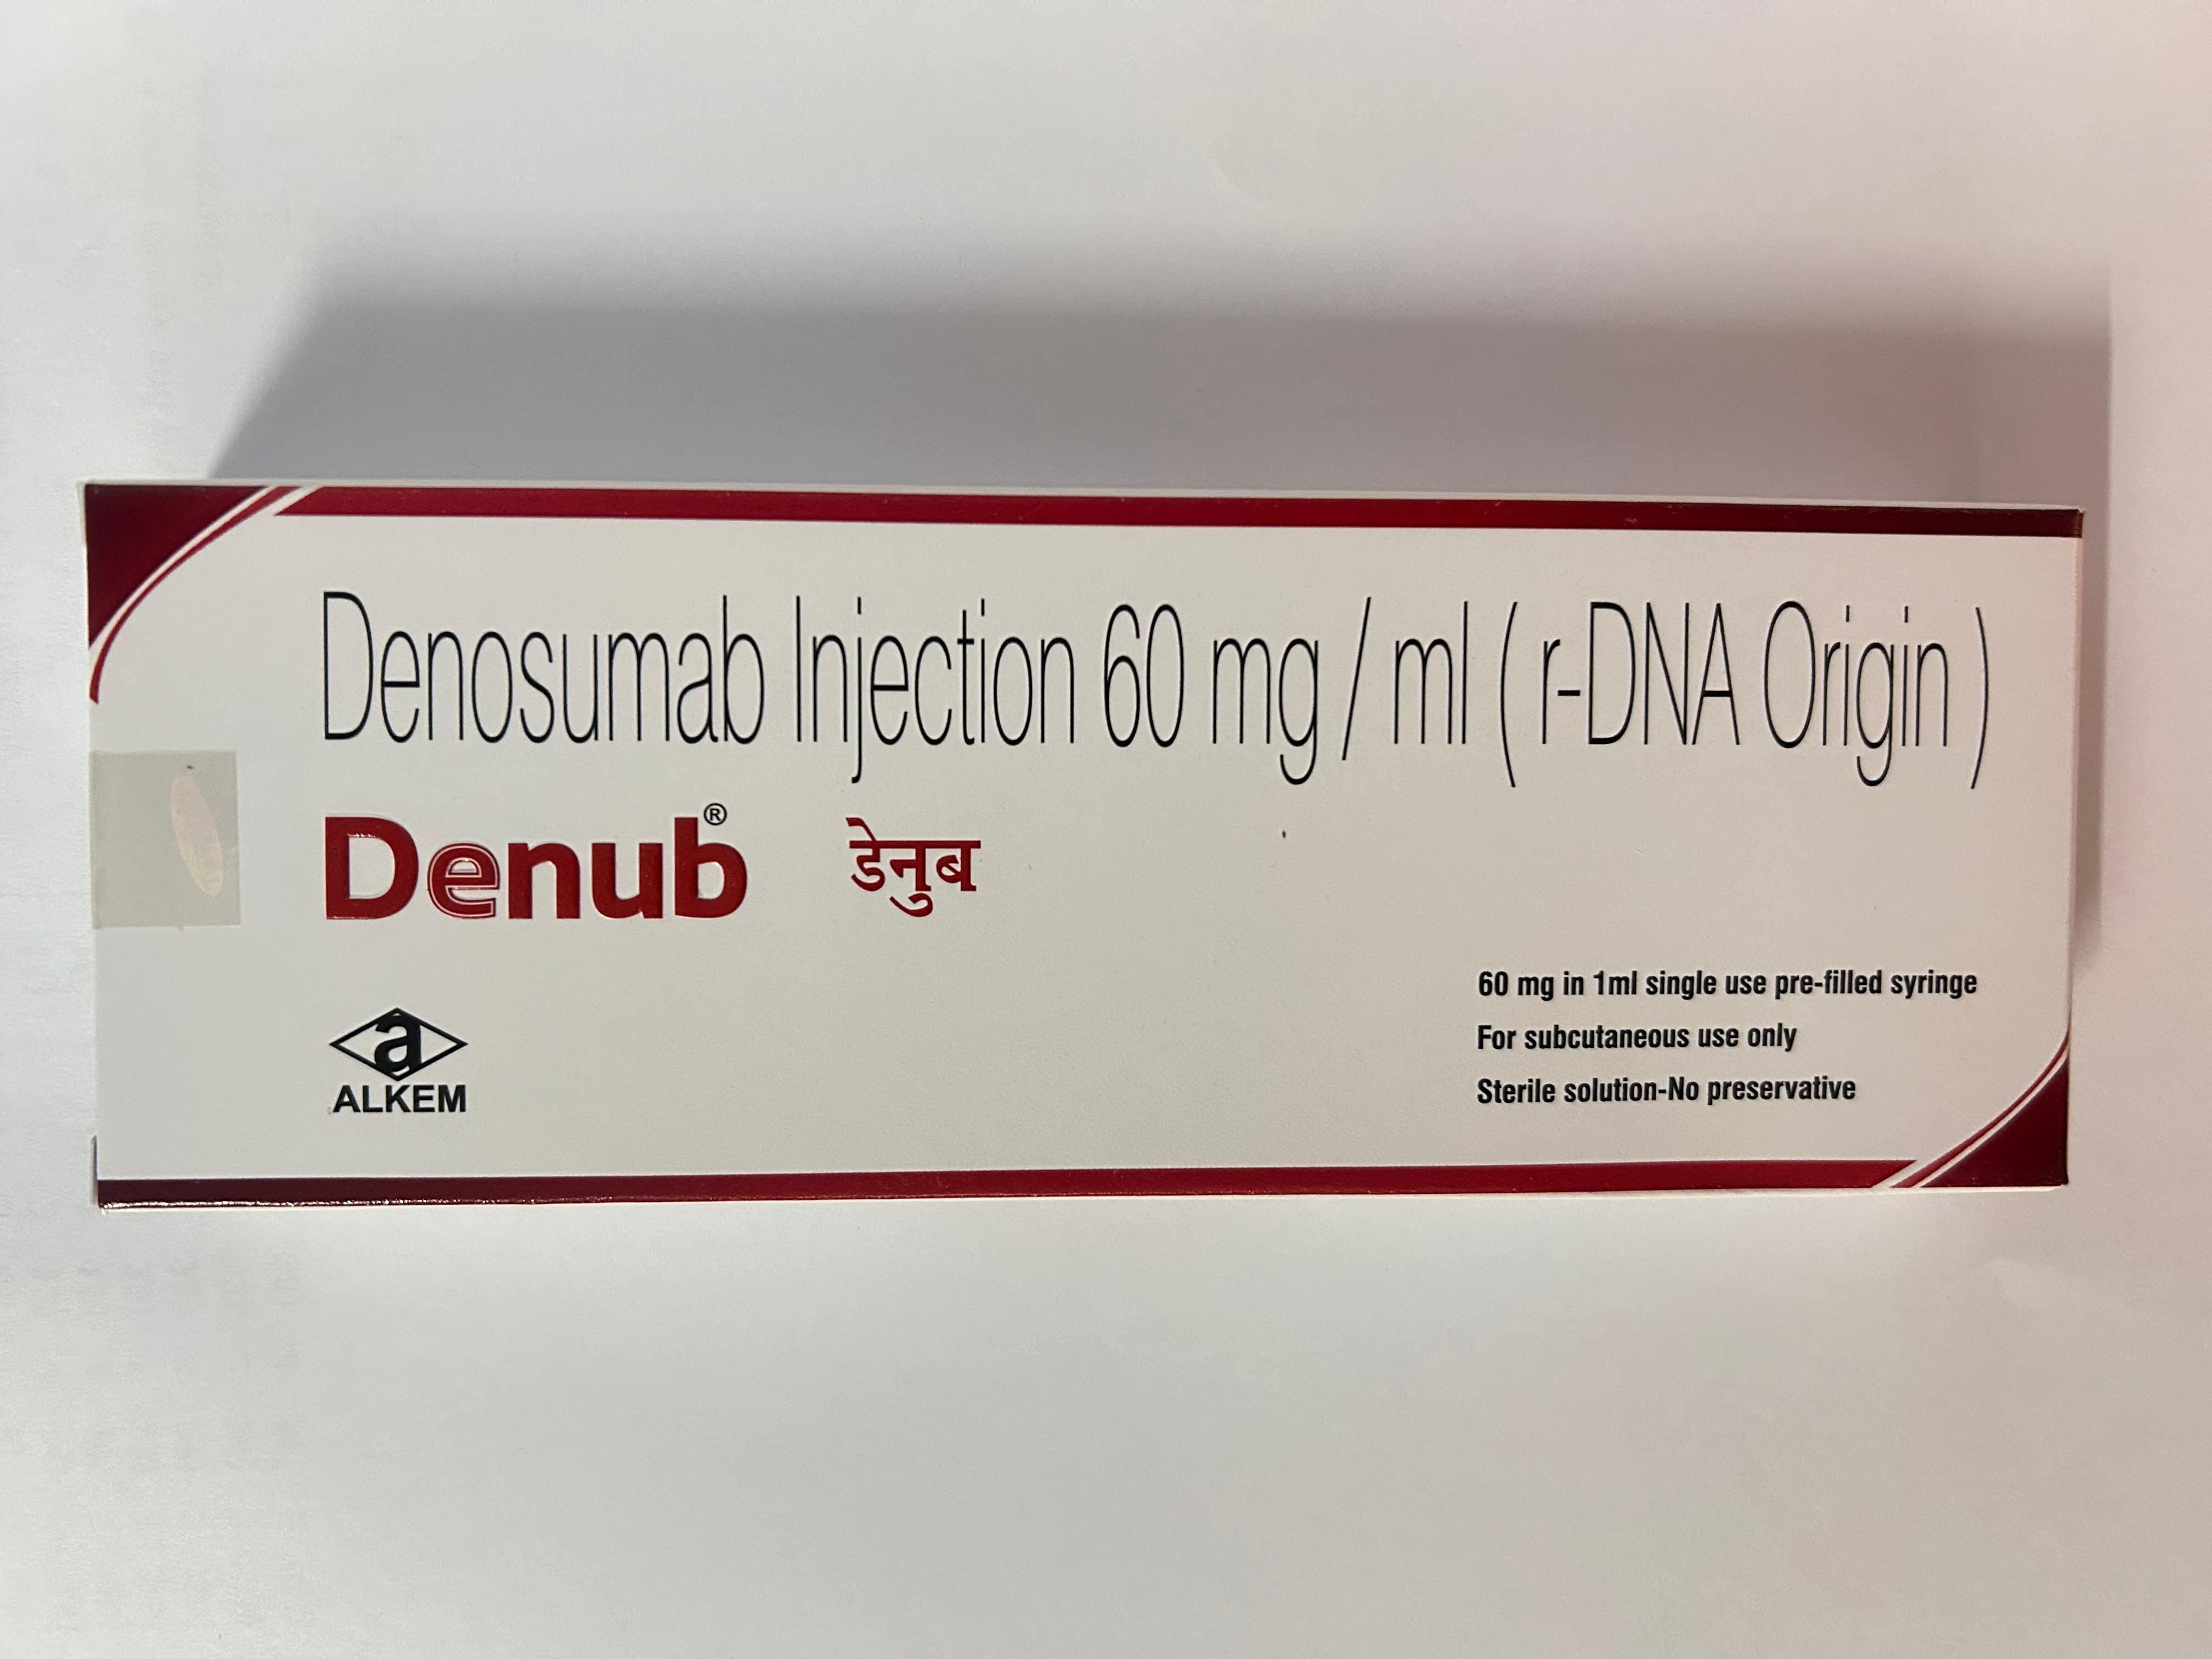 Denosumab Injection 60 mg / ml ( r-DNA Origin )
Denub® डेनुब
a
ALKEM
60 mg in 1ml single use pre-filled syringe
For subcutaneous use only
Sterile solution-No preservative